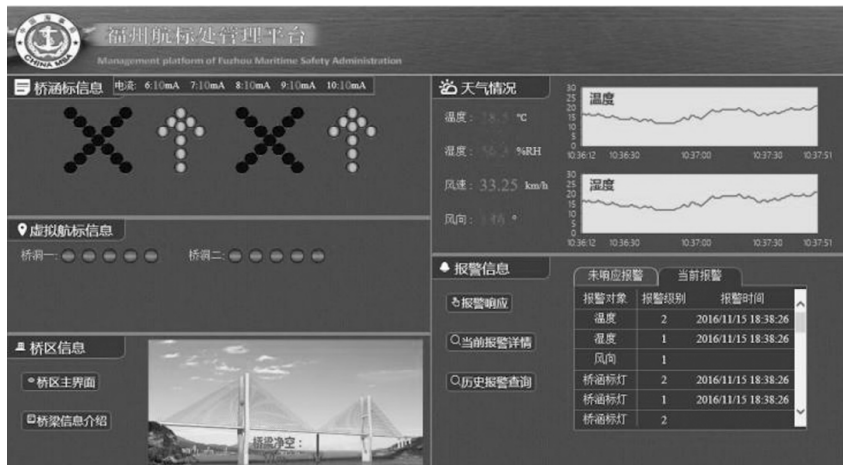 CHINA MSA
福州航标处管理平台
Management platform of Fuzhou Maritime Safety Administration
桥涵标信息
电流: 6:10mA 7:10mA 8:10mA 9:10mA 10:10mA
虚拟航标信息
桥洞一:
桥洞二:
桥区信息
桥区主界面
桥梁信息介绍
桥梁净空:
天气情况
温度: ℃
湿度: %RH
风速: 33.25 km/h
风向: °
温度
30
25
20
15
10
5
0
10:36:12 10:36:30 10:37:00 10:37:30 10:37:51
湿度
30
25
20
15
10
5
0
10:36:12 10:36:30 10:37:00 10:37:30 10:37:51
报警信息
报警响应
当前报警详情
历史报警查询
未响应报警 当前报警
报警对象 报警级别 报警时间
温度 2 2016/11/15 18:38:26
湿度 1 2016/11/15 18:38:26
风向 1
桥涵标灯 2 2016/11/15 18:38:26
桥涵标灯 1 2016/11/15 18:38:26
桥涵标灯 2